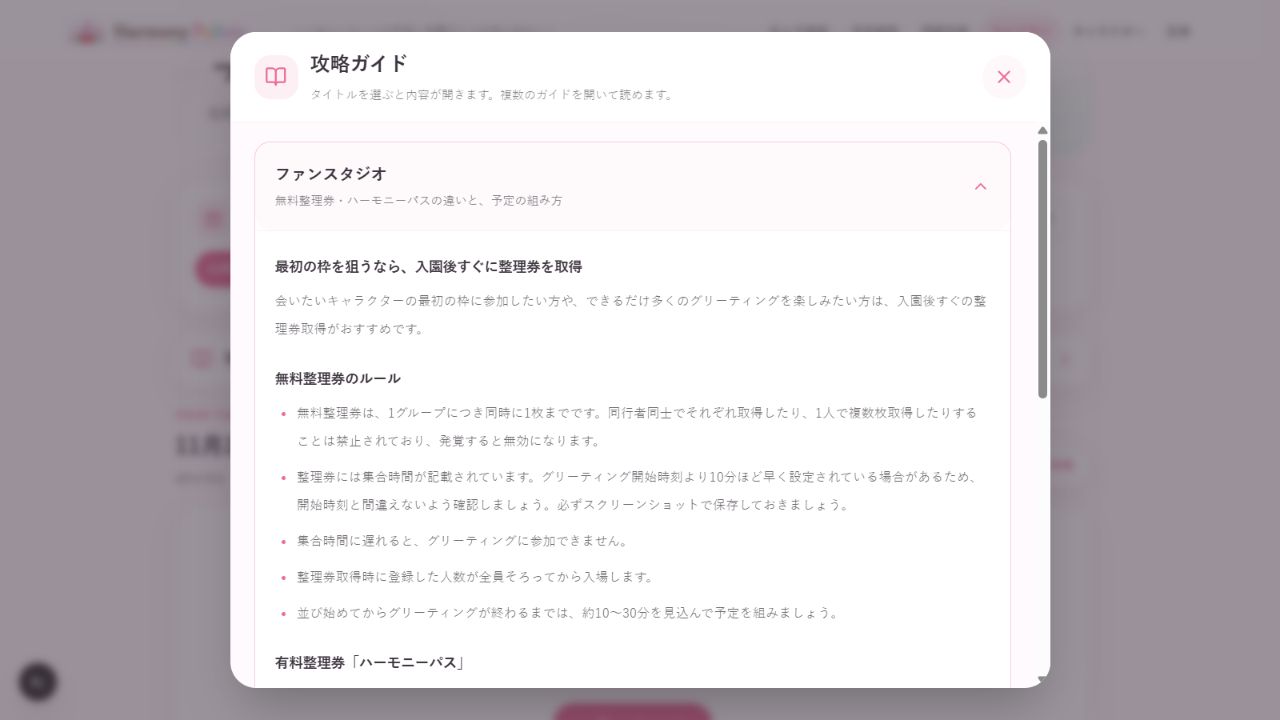 攻略ガイド
タイトルを選ぶと内容が開きます。複数のガイドを開いて読めます。
ファンスタジオ
無料整理券・ハーモニーパスの違いと、予定の組み方
最初の枠を狙うなら、入園後すぐに整理券を取得
会いたいキャラクターの最初の枠に参加したい方や、できるだけ多くのグリーティングを楽しみたい方は、入園後すぐの整
理券取得がおすすめです。
無料整理券のルール
無料整理券は、1グループにつき同時に1枚までです。同行者同士でそれぞれ取得したり、1人で複数枚取得したりする
ことは禁止されており、発覚すると無効になります。
整理券には集合時間が記載されています。グリーティング開始時刻より10分ほど早く設定されている場合があるため、
開始時刻と間違えないよう確認しましょう。必ずスクリーンショットで保存しておきましょう。
集合時間に遅れると、グリーティングに参加できません。
整理券取得時に登録した人数が全員そろってから入場します。
並び始めてからグリーティングが終わるまでは、約10〜30分を見込んで予定を組みましょう。
有料整理券「ハーモニーパス」